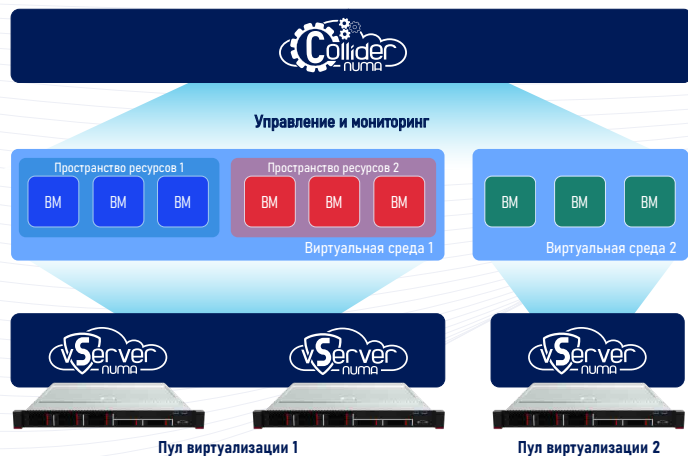 Collider
NUMA
Управление и мониторинг
Пространство ресурсов 1
ВМ ВМ ВМ
Пространство ресурсов 2
ВМ ВМ ВМ
Виртуальная среда 1
ВМ ВМ ВМ
Виртуальная среда 2
vServer
NUMA
vServer
NUMA
vServer
NUMA
Пул виртуализации 1
Пул виртуализации 2